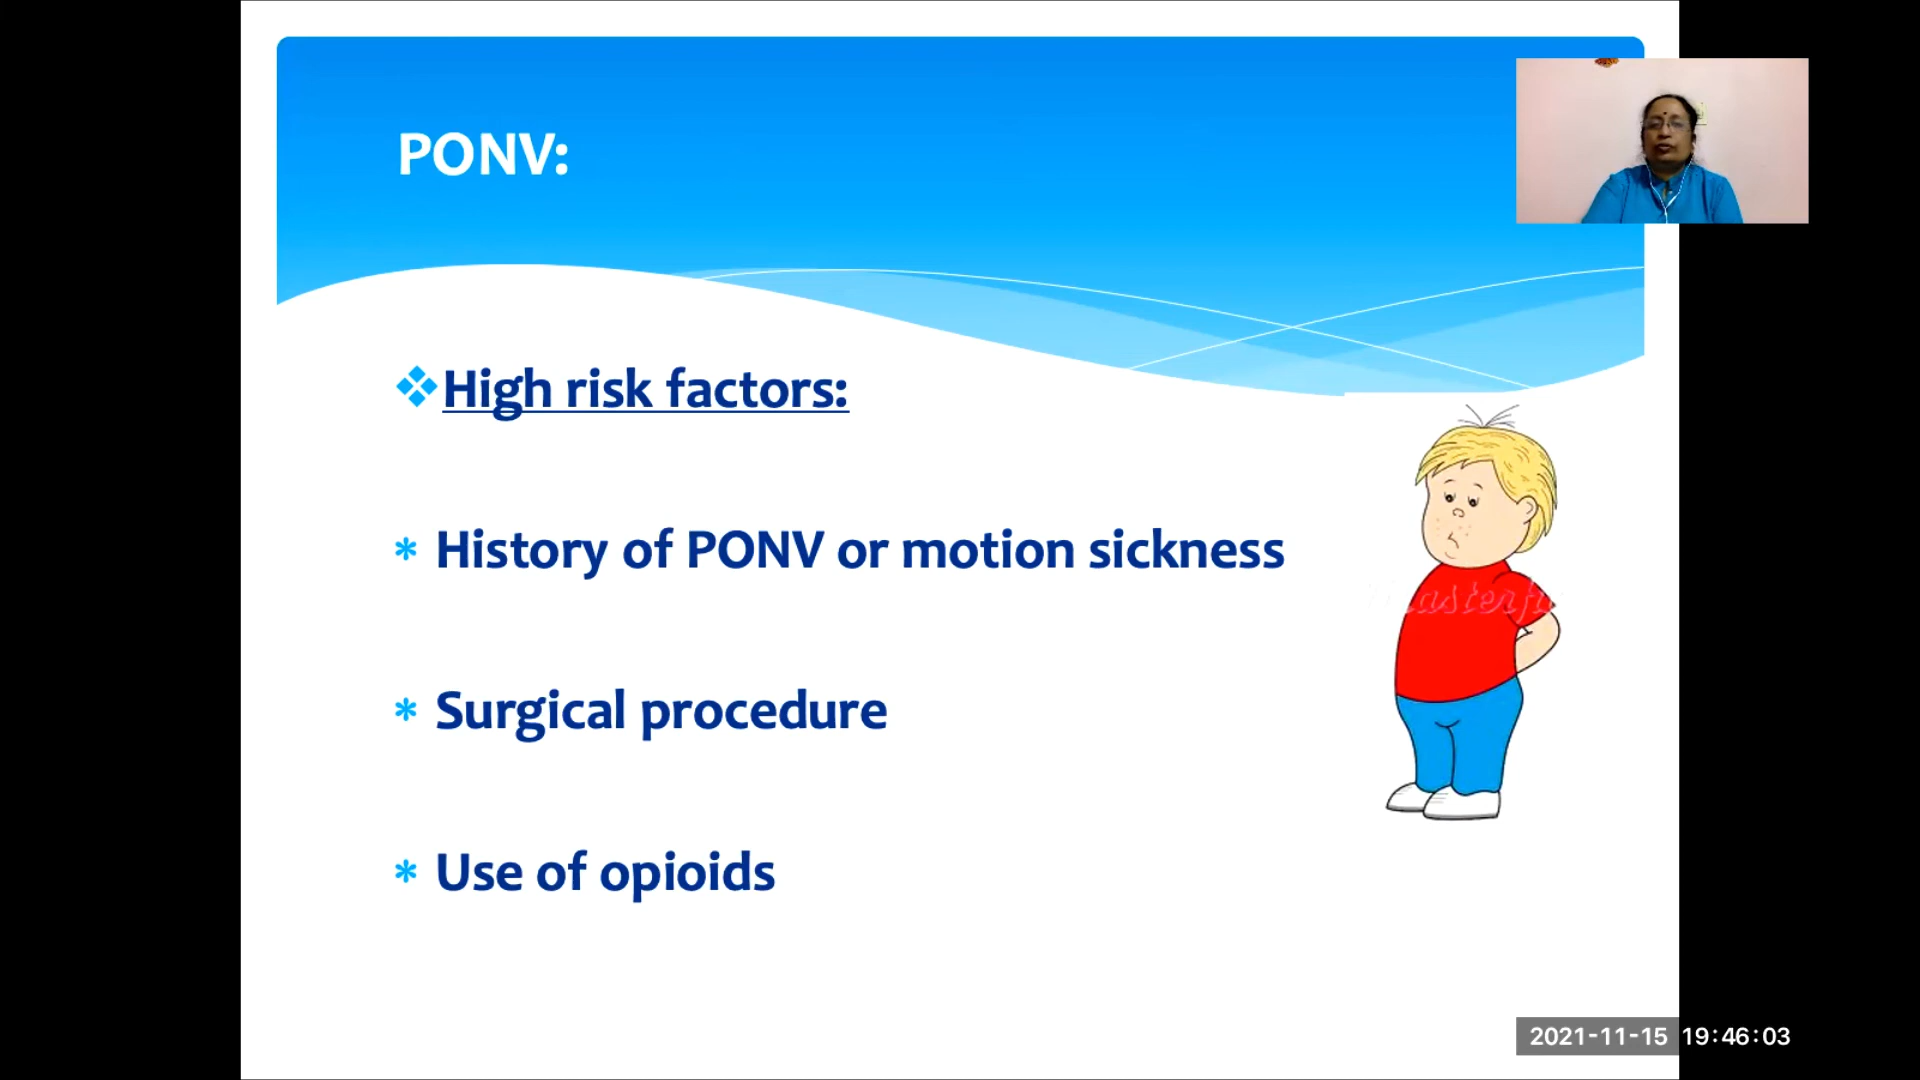 PONV:
❖High risk factors:
* History of PONV or motion sickness
* Surgical procedure
* Use of opioids
2021-11-15 19:46:03